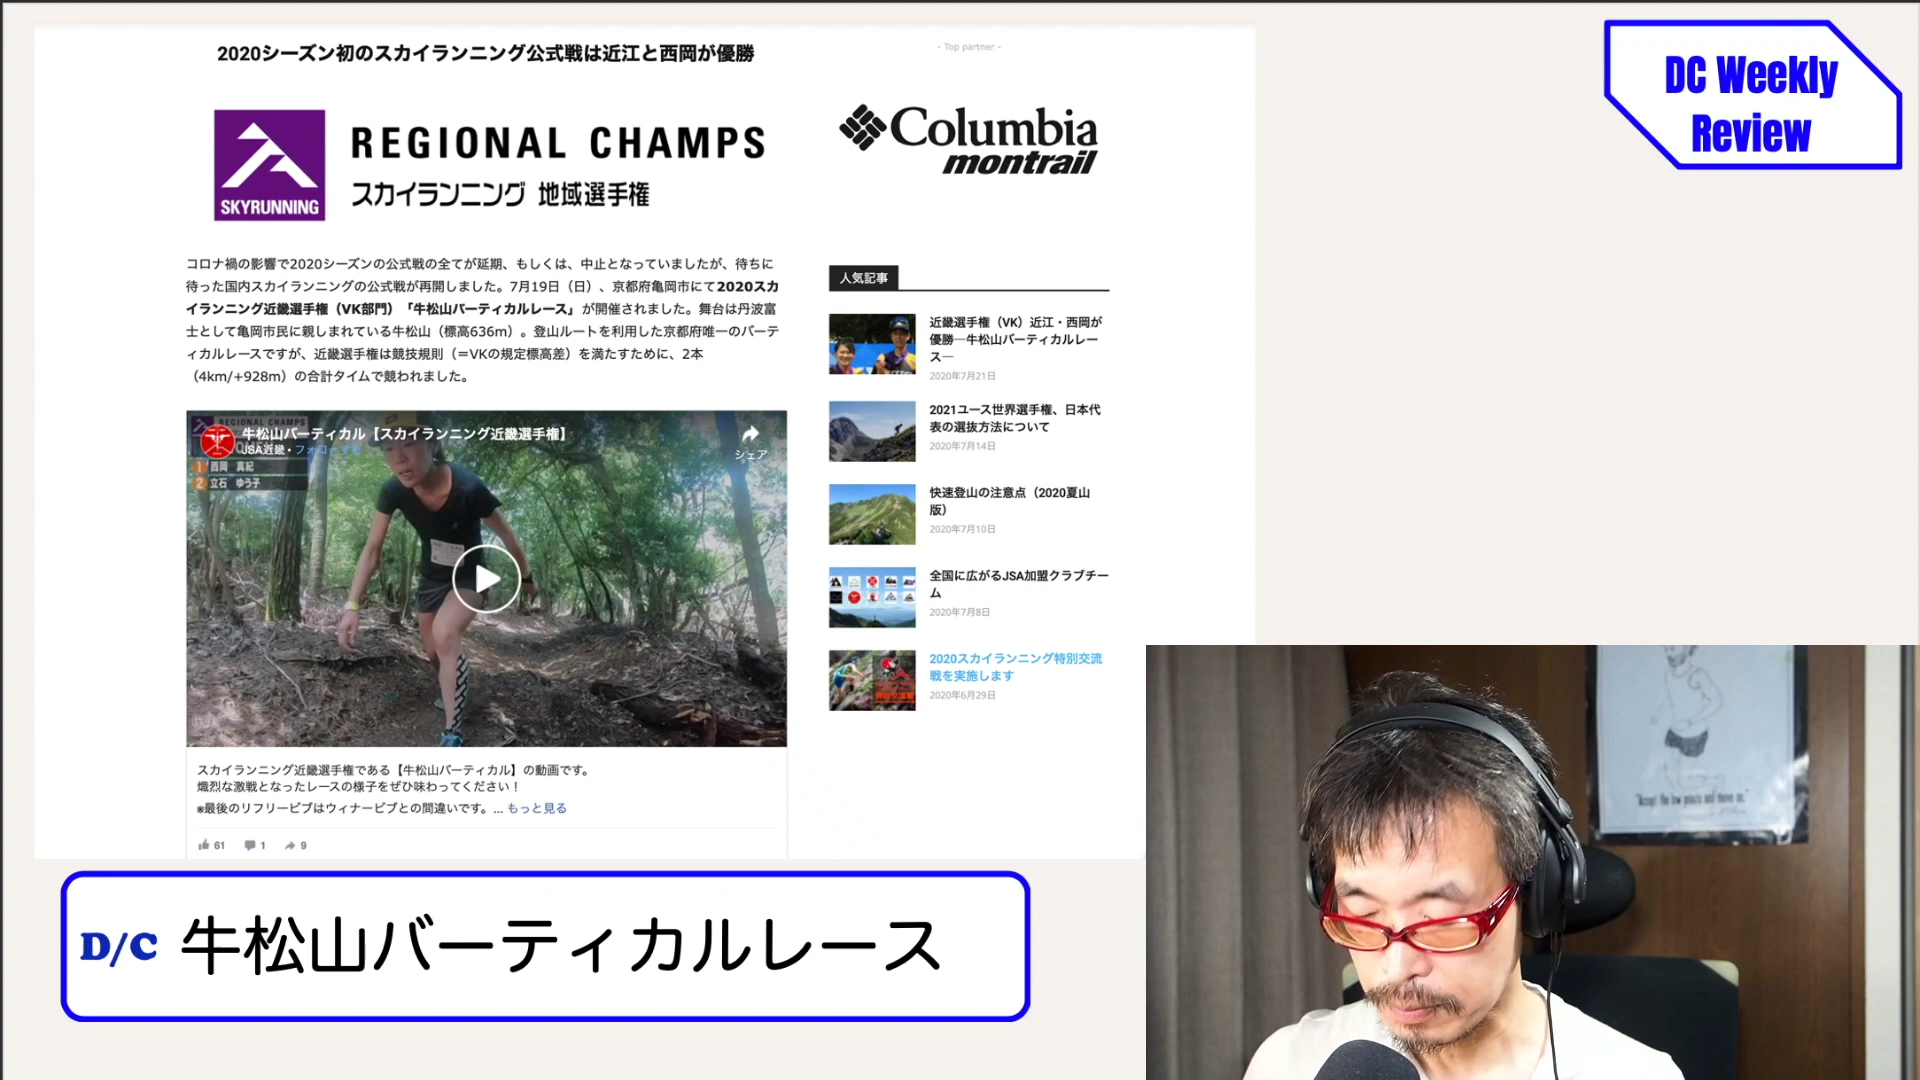 2020シーズン初のスカイランニング公式戦は近江と西岡が優勝
SKYRUNNING
REGIONAL CHAMPS
スカイランニング 地域選手権
コロナ禍の影響で2020シーズンの公式戦の全てが延期、もしくは、中止となっていましたが、待ちに
待った国内スカイランニングの公式戦が再開しました。7月19日（日）、京都府亀岡市にて2020スカ
イランニング近畿選手権（VK部門）「牛松山バーティカルレース」が開催されました。舞台は丹波富
士として亀岡市民に親しまれている牛松山（標高636m）。登山ルートを利用した京都府唯一のバーテ
ィカルレースですが、近畿選手権は競技規則（＝VKの規定標高差）を満たすために、2本
（4km/+928m）の合計タイムで競われました。
REGIONAL CHAMPS
牛松山バーティカル【スカイランニング近畿選手権】
JSA近畿・フォローする
シェア
1 西岡 真紀
2 立石 ゆう子
スカイランニング近畿選手権である【牛松山バーティカル】の動画です。
熾烈な激戦となったレースの様子をぜひ味わってください！
※最後のリフリービブはウィナービブとの間違いです。... もっと見る
61 1 9
- Top partner -
Columbia
montrail
人気記事
近畿選手権（VK）近江・西岡が
優勝―牛松山バーティカルレー
ス―
2020年7月21日
2021ユース世界選手権、日本代
表の選抜方法について
2020年7月14日
快速登山の注意点（2020夏山
版）
2020年7月10日
全国に広がるJSA加盟クラブチー
ム
2020年7月8日
2020スカイランニング特別交流
戦を実施します
2020年6月29日
DC Weekly
Review
D/C 牛松山バーティカルレース
"Accept the low points and move on."